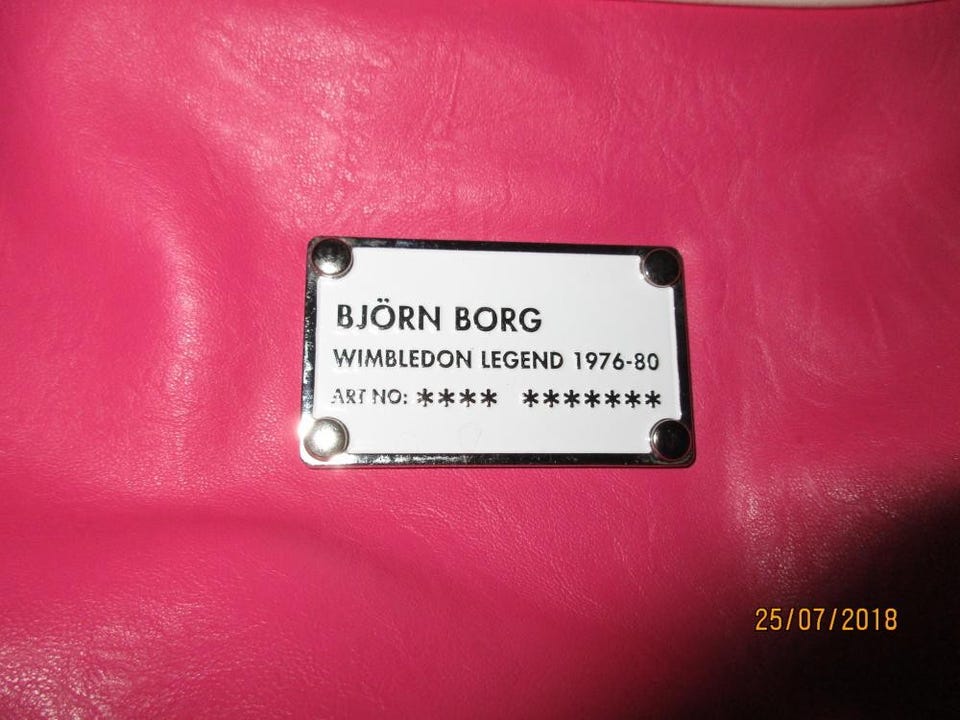 BJÖRN BORG
WIMBLEDON LEGEND 1976-80
ART NO: **** *******
25/07/2018